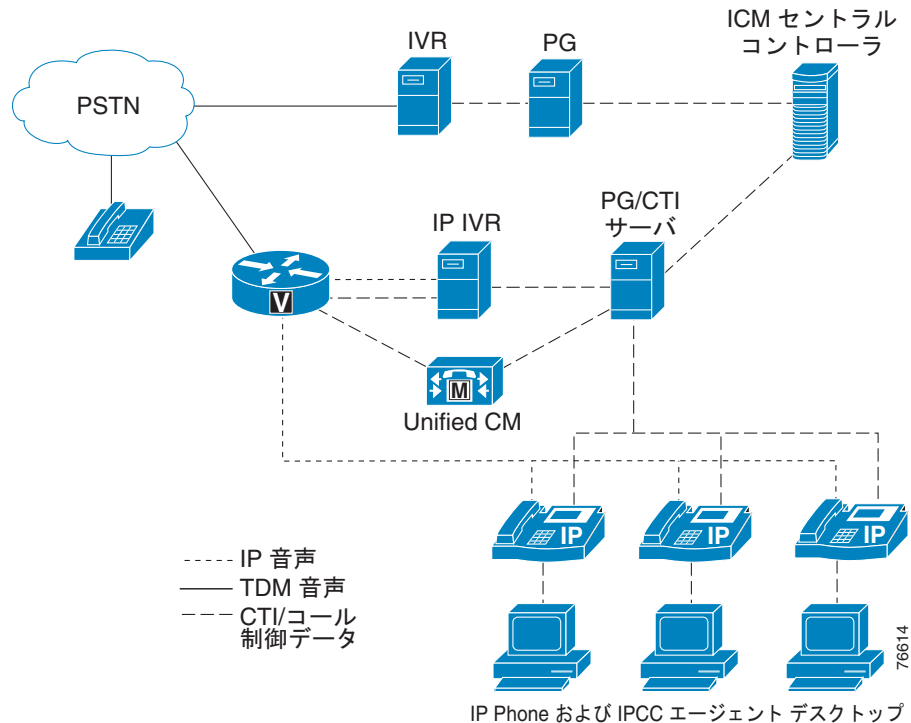 ICM セントラル
コントローラ
IVR
PG
PSTN
PG/CTI
サーバ
IP IVR
V
M
Unified CM
IP
IP
IP
IP 音声
TDM 音声
CTI/コール
制御データ
76614
IP Phone および IPCC エージェント デスクトップ